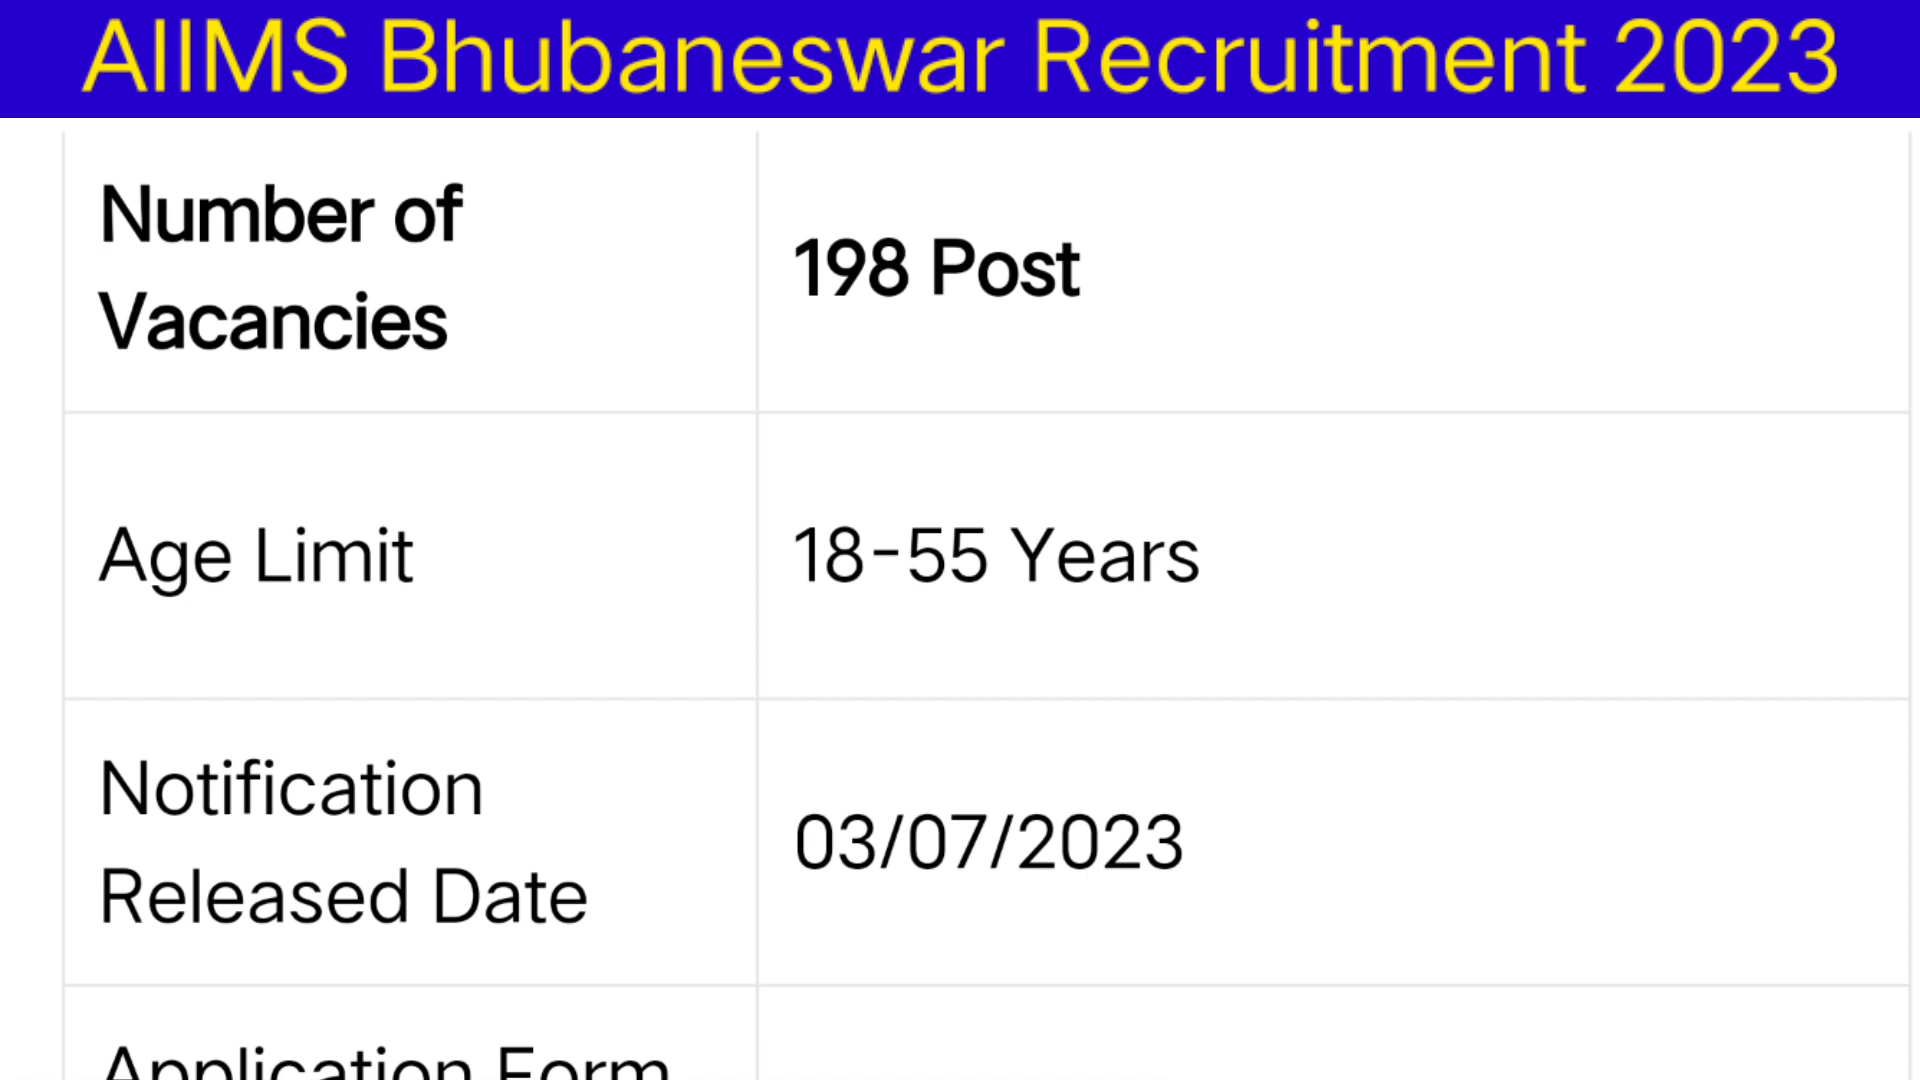 AIIMS Bhubaneswar Recruitment 2023
Number of
Vacancies
198 Post
Age Limit
18-55 Years
Notification
Released Date
03/07/2023
Application Form